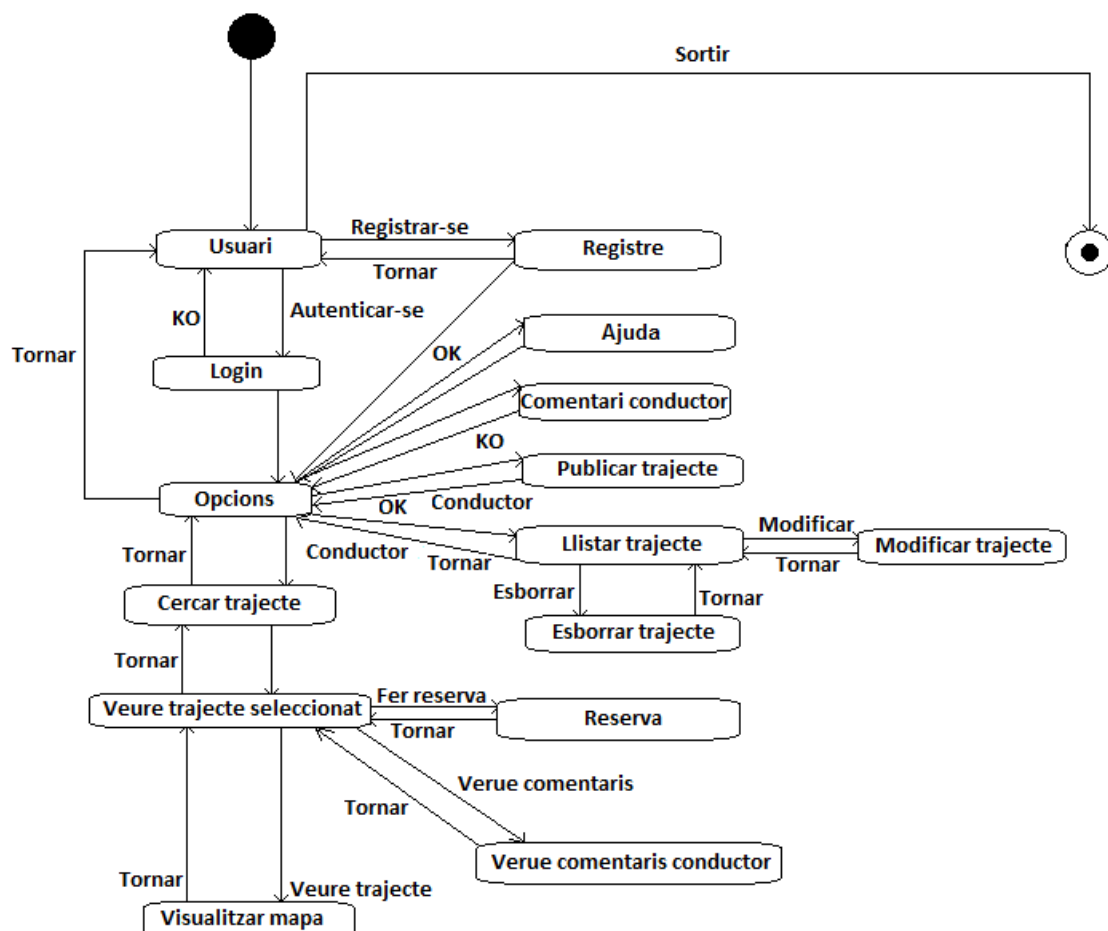 Sortir
Registrar-se
Usuari
Registre
Tornar
KO
Autenticar-se
Ajuda
Tornar
OK
Login
Comentari conductor
KO
Publicar trajecte
Opcions
OK
Conductor
Modificar
Tornar
Conductor
Tornar
Llistar trajecte
Modificar trajecte
Tornar
Esborrar
Tornar
Cercar trajecte
Esborrar trajecte
Tornar
Fer reserva
Veure trajecte seleccionat
Reserva
Tornar
Verue comentaris
Tornar
Verue comentaris conductor
Tornar
Veure trajecte
Visualitzar mapa